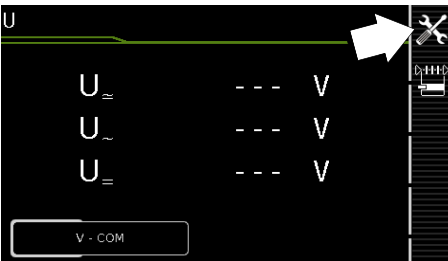 U
U≃ --- V
U~ --- V
U= --- V
V - COM